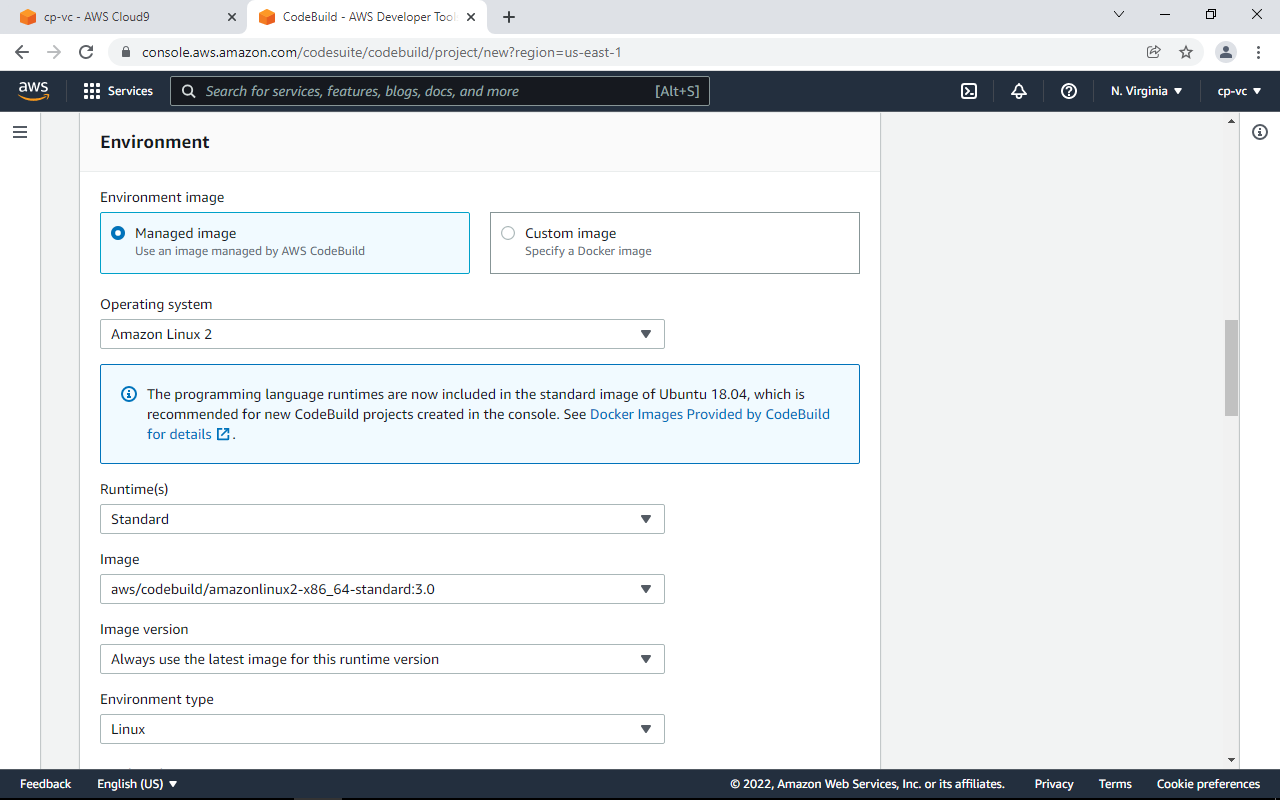 cp-vc - AWS Cloud9
CodeBuild - AWS Developer Tool
console.aws.amazon.com/codesuite/codebuild/project/new?region=us-east-1
aws
Services
Search for services, features, blogs, docs, and more
[Alt+S]
N. Virginia
cp-vc
Environment
Environment image
Managed image
Use an image managed by AWS CodeBuild
Custom image
Specify a Docker image
Operating system
Amazon Linux 2
The programming language runtimes are now included in the standard image of Ubuntu 18.04, which is
recommended for new CodeBuild projects created in the console. See Docker Images Provided by CodeBuild
for details .
Runtime(s)
Standard
Image
aws/codebuild/amazonlinux2-x86_64-standard:3.0
Image version
Always use the latest image for this runtime version
Environment type
Linux
Feedback
English (US)
© 2022, Amazon Web Services, Inc. or its affiliates.
Privacy
Terms
Cookie preferences